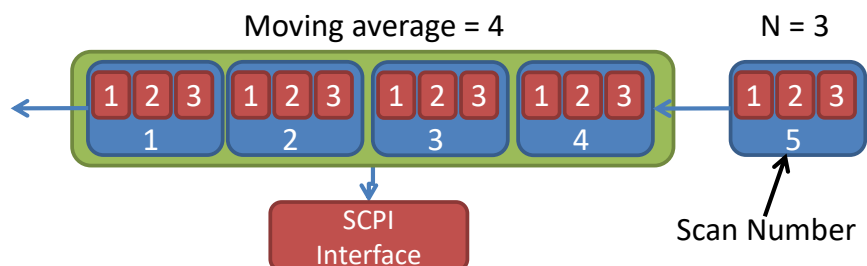 Moving average = 4 N = 3
1 2 3 1 2 3 1 2 3 1 2 3 1 2 3
1 2 3 4 5
SCPI
Interface
Scan Number